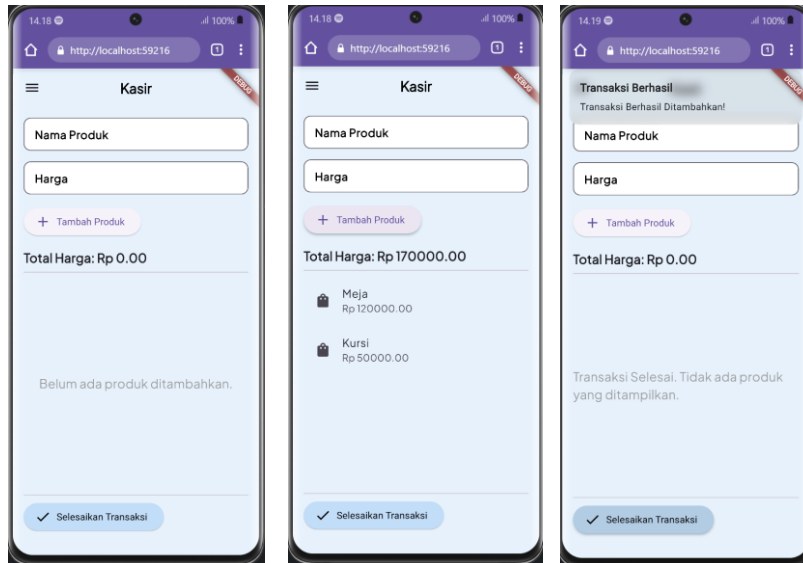 14.18
100%
http://localhost:59216
1
DEBUG
Kasir
Nama Produk
Harga
+ Tambah Produk
Total Harga: Rp 0.00
Belum ada produk ditambahkan.
Selesaikan Transaksi
14.18
100%
http://localhost:59216
1
DEBUG
Kasir
Nama Produk
Harga
+ Tambah Produk
Total Harga: Rp 170000.00
Meja
Rp 120000.00
Kursi
Rp 50000.00
Selesaikan Transaksi
14.19
100%
http://localhost:59216
1
DEBUG
Transaksi Berhasil
Transaksi Berhasil Ditambahkan!
Nama Produk
Harga
+ Tambah Produk
Total Harga: Rp 0.00
Transaksi Selesai. Tidak ada produk
yang ditampilkan.
Selesaikan Transaksi